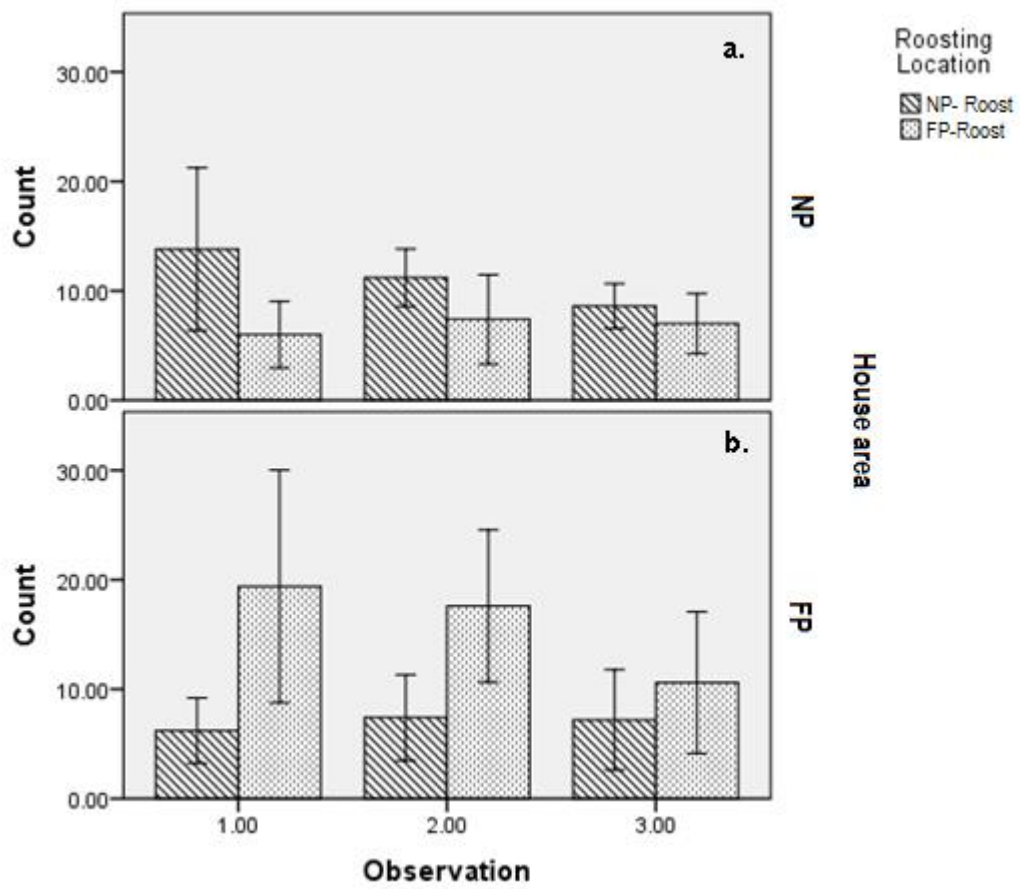 a.
30.00
20.00
10.00
0.00
Count
NP
b.
30.00
20.00
10.00
0.00
Count
FP
1.00 2.00 3.00
Observation
House area
Roosting
Location
NP- Roost
FP-Roost